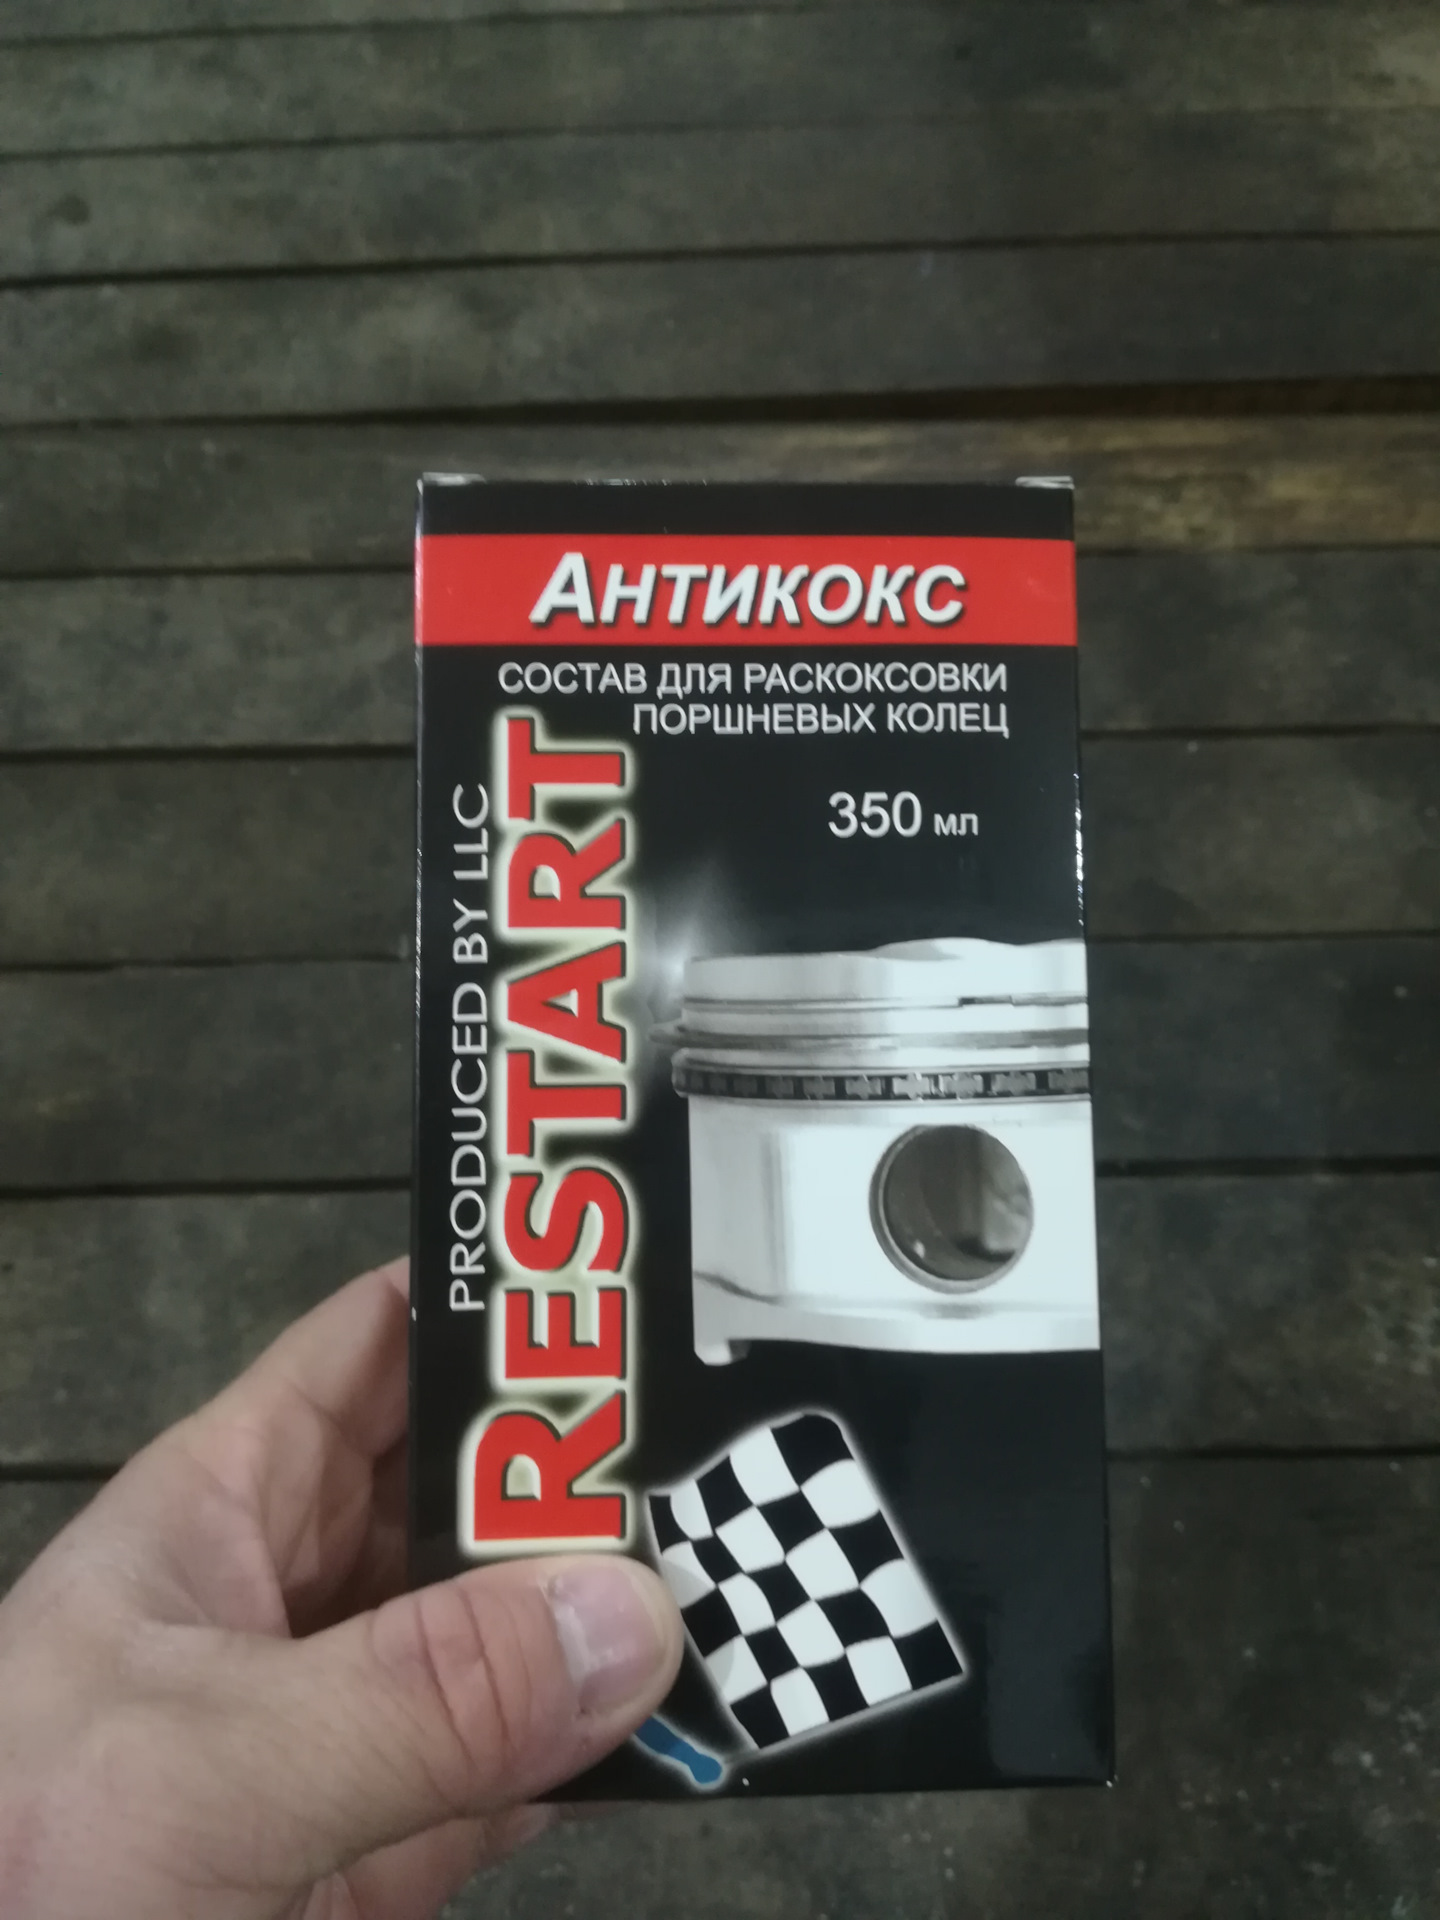 Антикокс
СОСТАВ ДЛЯ РАСКОКСОВКИ
ПОРШНЕВЫХ КОЛЕЦ
350 мл
PRODUCED BY LLC
RESTART